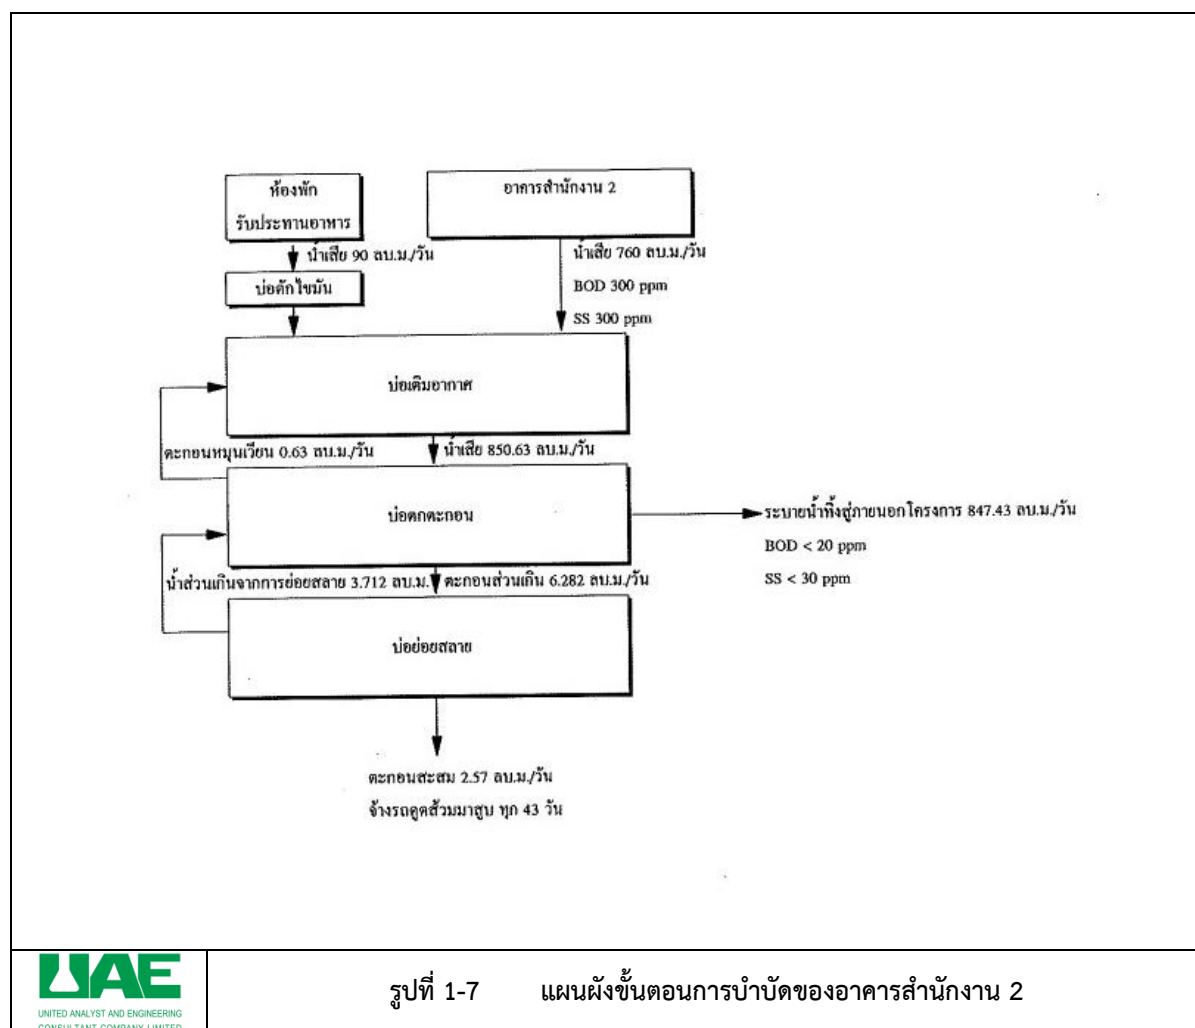 ห้องพัก
รับประทานอาหาร
อาคารสำนักงาน 2
น้ำเสีย 90 ลบ.ม./วัน
น้ำเสีย 760 ลบ.ม./วัน
บ่อดักไขมัน
BOD 300 ppm
SS 300 ppm
บ่อเติมอากาศ
ตะกอนหมุนเวียน 0.63 ลบ.ม./วัน
น้ำเสีย 850.63 ลบ.ม./วัน
บ่อตกตะกอน
ระบายน้ำทิ้งสู่ภายนอกโครงการ 847.43 ลบ.ม./วัน
BOD < 20 ppm
SS < 30 ppm
น้ำส่วนเกินจากการย่อยสลาย 3.712 ลบ.ม.
ตะกอนส่วนเกิน 6.282 ลบ.ม./วัน
บ่อย่อยสลาย
ตะกอนสะสม 2.57 ลบ.ม./วัน
จ้างรถดูดส้วมมาสูบ ทุก 43 วัน
UAE
UNITED ANALYST AND ENGINEERING
CONSULTANT COMPANY LIMITED
รูปที่ 1-7 แผนผังขั้นตอนการบำบัดของอาคารสำนักงาน 2